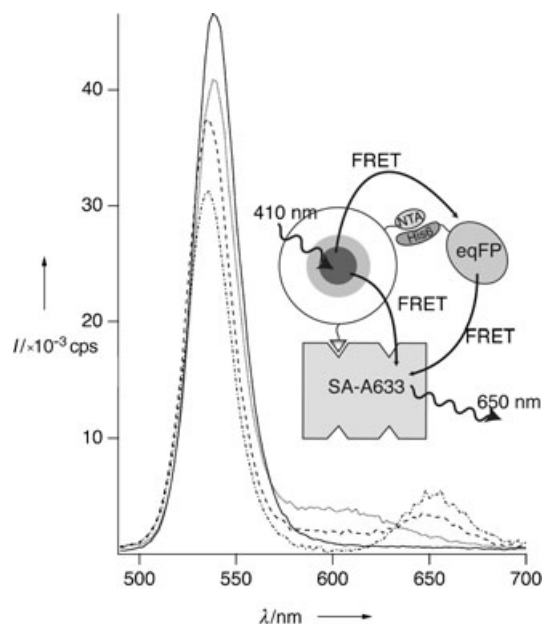 40
30
20
10
I/×10⁻³ cps
500
550
600
650
700
λ/nm
FRET
410 nm
NTA
His6
eqFP
FRET
FRET
SA-A633
650 nm